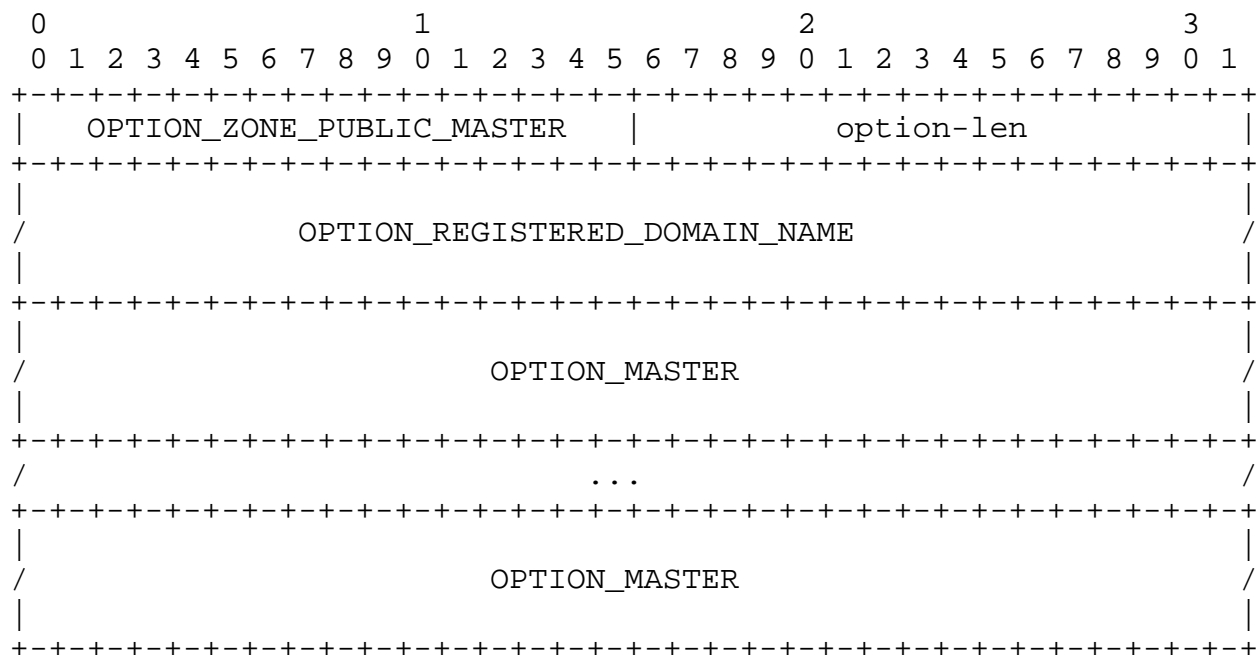 0                   1                   2                   3
 0 1 2 3 4 5 6 7 8 9 0 1 2 3 4 5 6 7 8 9 0 1 2 3 4 5 6 7 8 9 0 1
+-+-+-+-+-+-+-+-+-+-+-+-+-+-+-+-+-+-+-+-+-+-+-+-+-+-+-+-+-+-+-+-+
|   OPTION_ZONE_PUBLIC_MASTER   |          option-len           |
+-+-+-+-+-+-+-+-+-+-+-+-+-+-+-+-+-+-+-+-+-+-+-+-+-+-+-+-+-+-+-+-+
|                                                               |
/              OPTION_REGISTERED_DOMAIN_NAME                    /
|                                                               |
+-+-+-+-+-+-+-+-+-+-+-+-+-+-+-+-+-+-+-+-+-+-+-+-+-+-+-+-+-+-+-+-+
|                                                               |
/                        OPTION_MASTER                          /
|                                                               |
+-+-+-+-+-+-+-+-+-+-+-+-+-+-+-+-+-+-+-+-+-+-+-+-+-+-+-+-+-+-+-+-+
/                             ...                               /
+-+-+-+-+-+-+-+-+-+-+-+-+-+-+-+-+-+-+-+-+-+-+-+-+-+-+-+-+-+-+-+-+
|                                                               |
/                        OPTION_MASTER                          /
|                                                               |
+-+-+-+-+-+-+-+-+-+-+-+-+-+-+-+-+-+-+-+-+-+-+-+-+-+-+-+-+-+-+-+-+